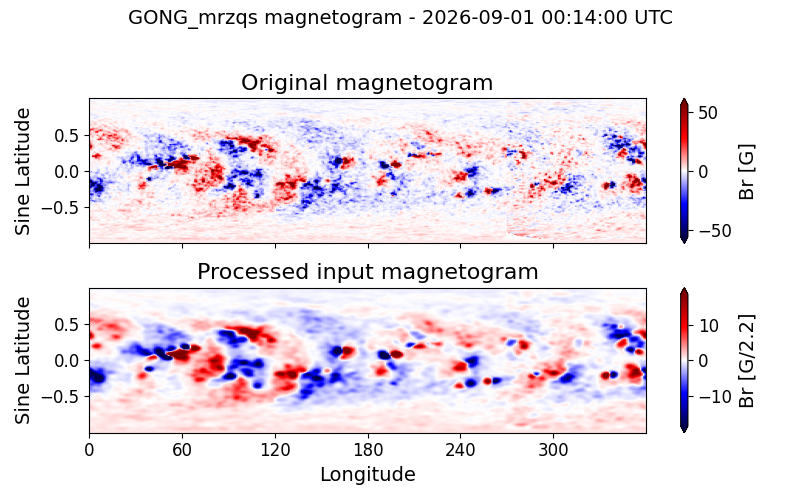 GONG_mrzqs magnetogram - 2026-09-01 00:14:00 UTC
Original magnetogram
Sine Latitude
0.5
0.0
−0.5
50
0
−50
Br [G]
Processed input magnetogram
Sine Latitude
0.5
0.0
−0.5
10
0
−10
Br [G/2.2]
0 60 120 180 240 300
Longitude